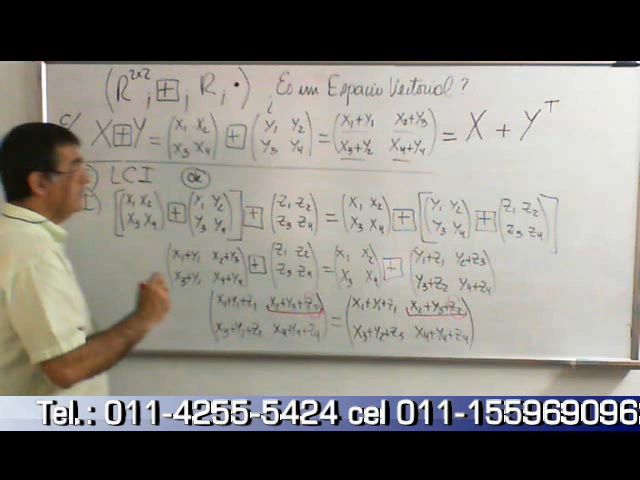 (R^{2x2}, ⊞, R, •) ¿Es un Espacio Vectorial?
c/ X ⊞ Y = (x1 x2 / x3 x4) ⊞ (y1 y2 / y3 y4) = (x1+y1 x2+y3 / x3+y2 x4+y4) = X + Y^T
LCI ok
[(x1 x2 / x3 x4) ⊞ (y1 y2 / y3 y4)] ⊞ (z1 z2 / z3 z4) = (x1 x2 / x3 x4) ⊞ [(y1 y2 / y3 y4) ⊞ (z1 z2 / z3 z4)]
(x1+y1 x2+y3 / x3+y2 x4+y4) ⊞ (z1 z2 / z3 z4) = (x1 x2 / x3 x4) ⊞ (y1+z1 y2+z3 / y3+z2 y4+z4)
(x1+y1+z1 x2+y3+z3 / x3+y2+z2 x4+y4+z4) = (x1+y1+z1 x2+y3+z2 / x3+y2+z3 x4+y4+z4)
Tel.: 011-4255-5424 cel 011-155969096